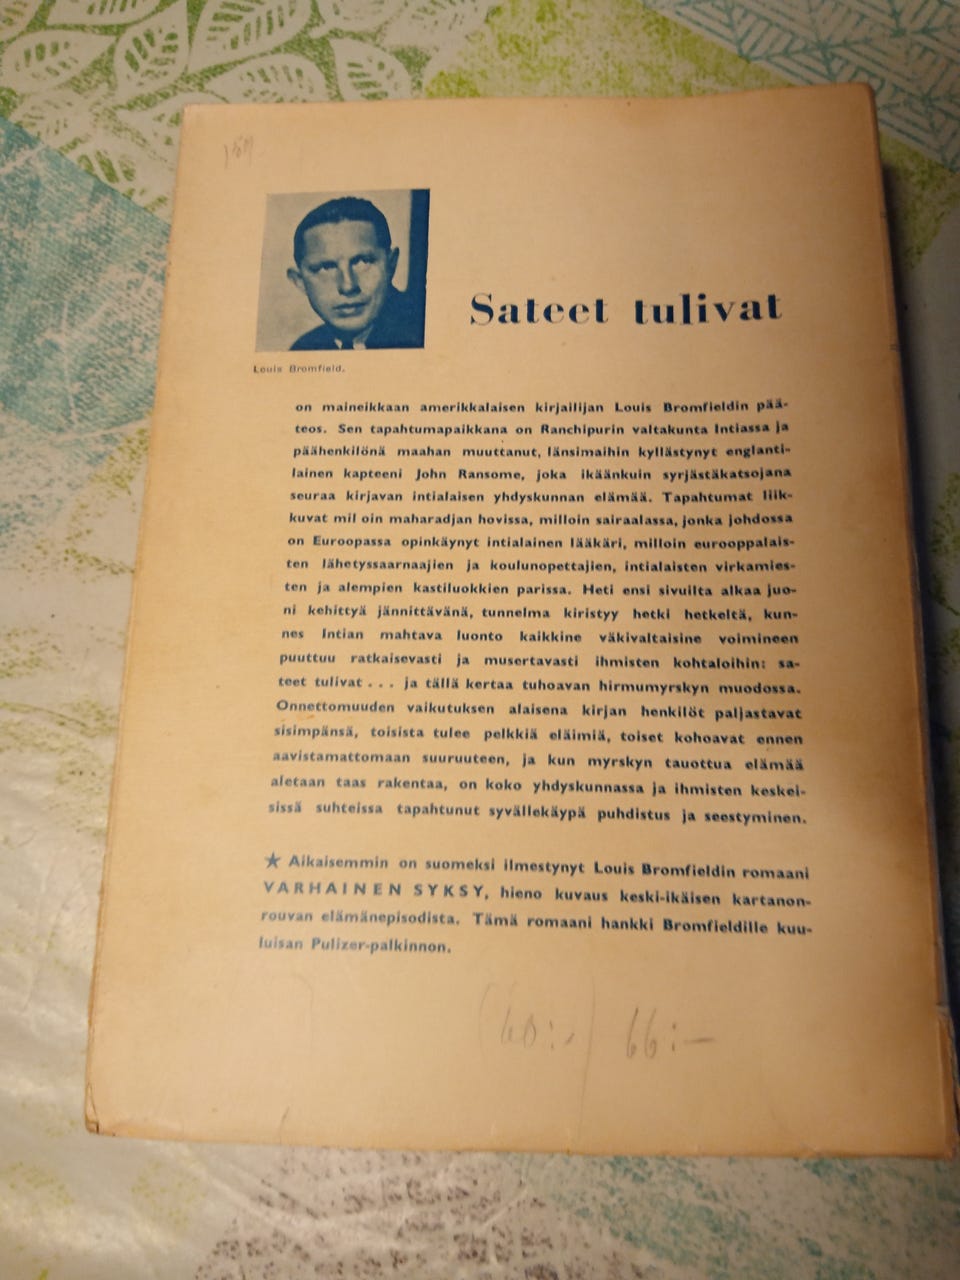 Sateet tulivat
Louis Bromfield.
on maineikkaan amerikkalaisen kirjailijan Louis Bromfieldin pää-
teos. Sen tapahtumapaikkana on Ranchipurin valtakunta Intiassa ja
päähenkilönä maahan muuttanut, länsimaihin kyllästynyt englanti-
lainen kapteeni John Ransome, joka ikäänkuin syrjästäkatsojana
seuraa kirjavan intialaisen yhdyskunnan elämää. Tapahtumat liik-
kuvat mil oin maharadjan hovissa, milloin sairaalassa, jonka johdossa
on Euroopassa opinkäynyt intialainen lääkäri, milloin eurooppalais-
ten lähetyssaarnaajien ja koulunopettajien, intialaisten virkamies-
ten ja alempien kastiluokkien parissa. Heti ensi sivuilta alkaa juo-
ni kehittyä jännittävänä, tunnelma kiristyy hetki hetkeltä, kun-
nes Intian mahtava luonto kaikkine väkivaltaisine voimineen
puuttuu ratkaisevasti ja musertavasti ihmisten kohtaloihin: sa-
teet tulivat . . . ja tällä kertaa tuhoavan hirmumyrskyn muodossa.
Onnettomuuden vaikutuksen alaisena kirjan henkilöt paljastavat
sisimpänsä, toisista tulee pelkkiä eläimiä, toiset kohoavat ennen
aavistamattomaan suuruuteen, ja kun myrskyn tauottua elämää
aletaan taas rakentaa, on koko yhdyskunnassa ja ihmisten keskei-
sissä suhteissa tapahtunut syvällekäypä puhdistus ja seestyminen.
★ Aikaisemmin on suomeksi ilmestynyt Louis Bromfieldin romaani
VARHAINEN SYKSY, hieno kuvaus keski-ikäisen kartanon-
rouvan elämänepisodista. Tämä romaani hankki Bromfieldille kuu-
luisan Pulizer-palkinnon.
(60:-) 66:-